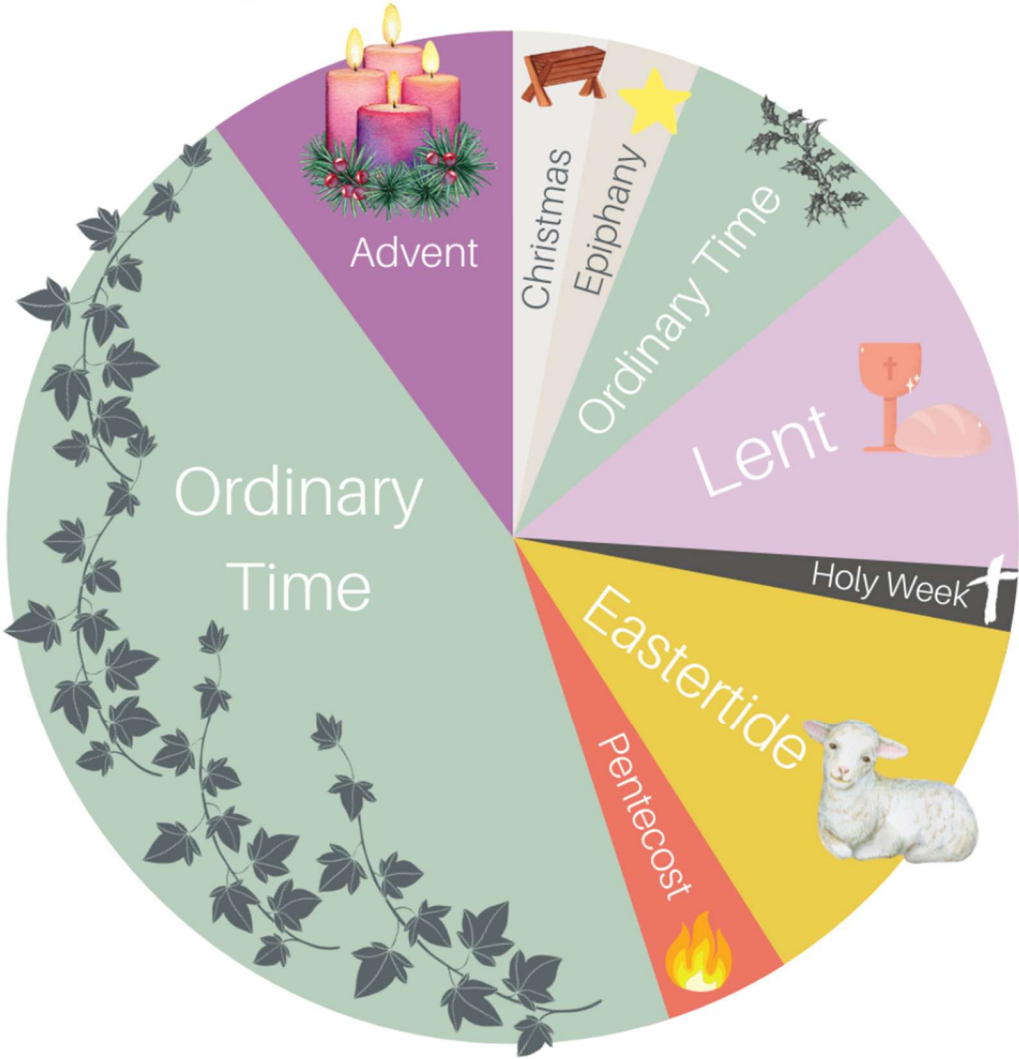 Advent
Christmas
Epiphany
Ordinary Time
Lent
Holy Week
Eastertide
Pentecost
Ordinary
Time